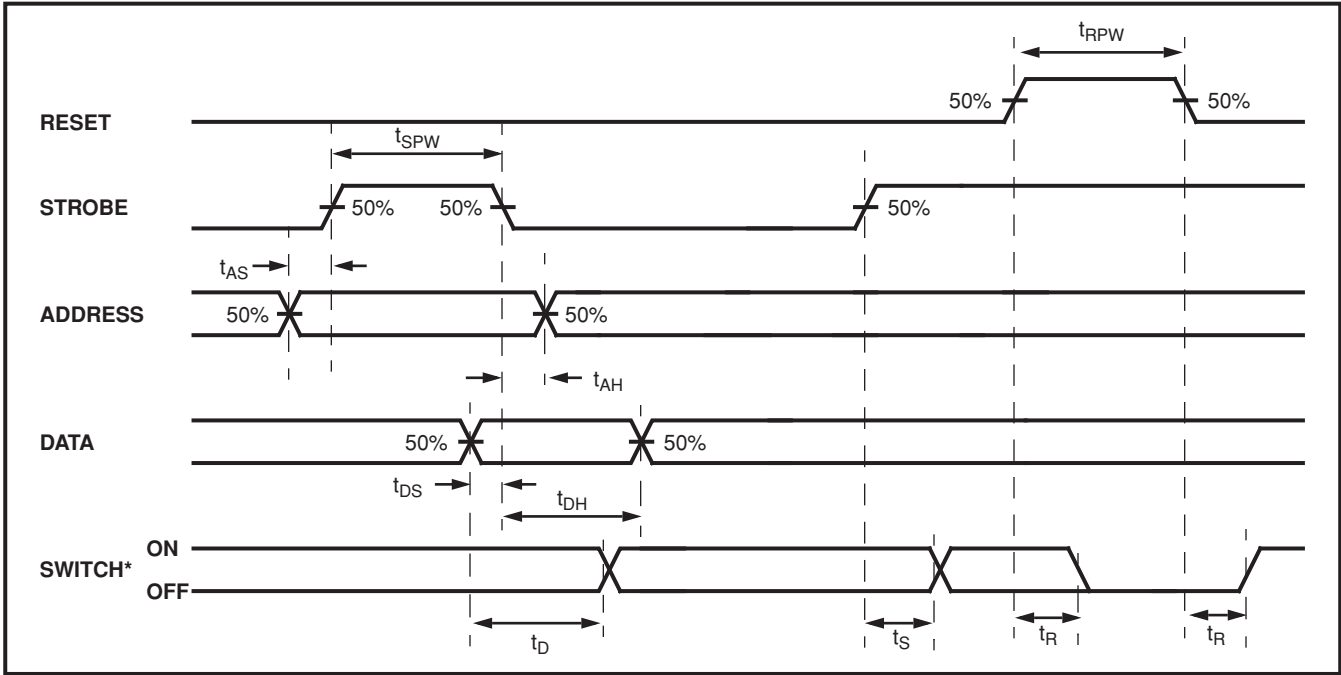 tRPW
50%
50%
RESET
tSPW
STROBE
50%
50%
50%
tAS
ADDRESS
50%
50%
tAH
DATA
50%
50%
tDS
tDH
ON
SWITCH*
OFF
tD
tS
tR
tR